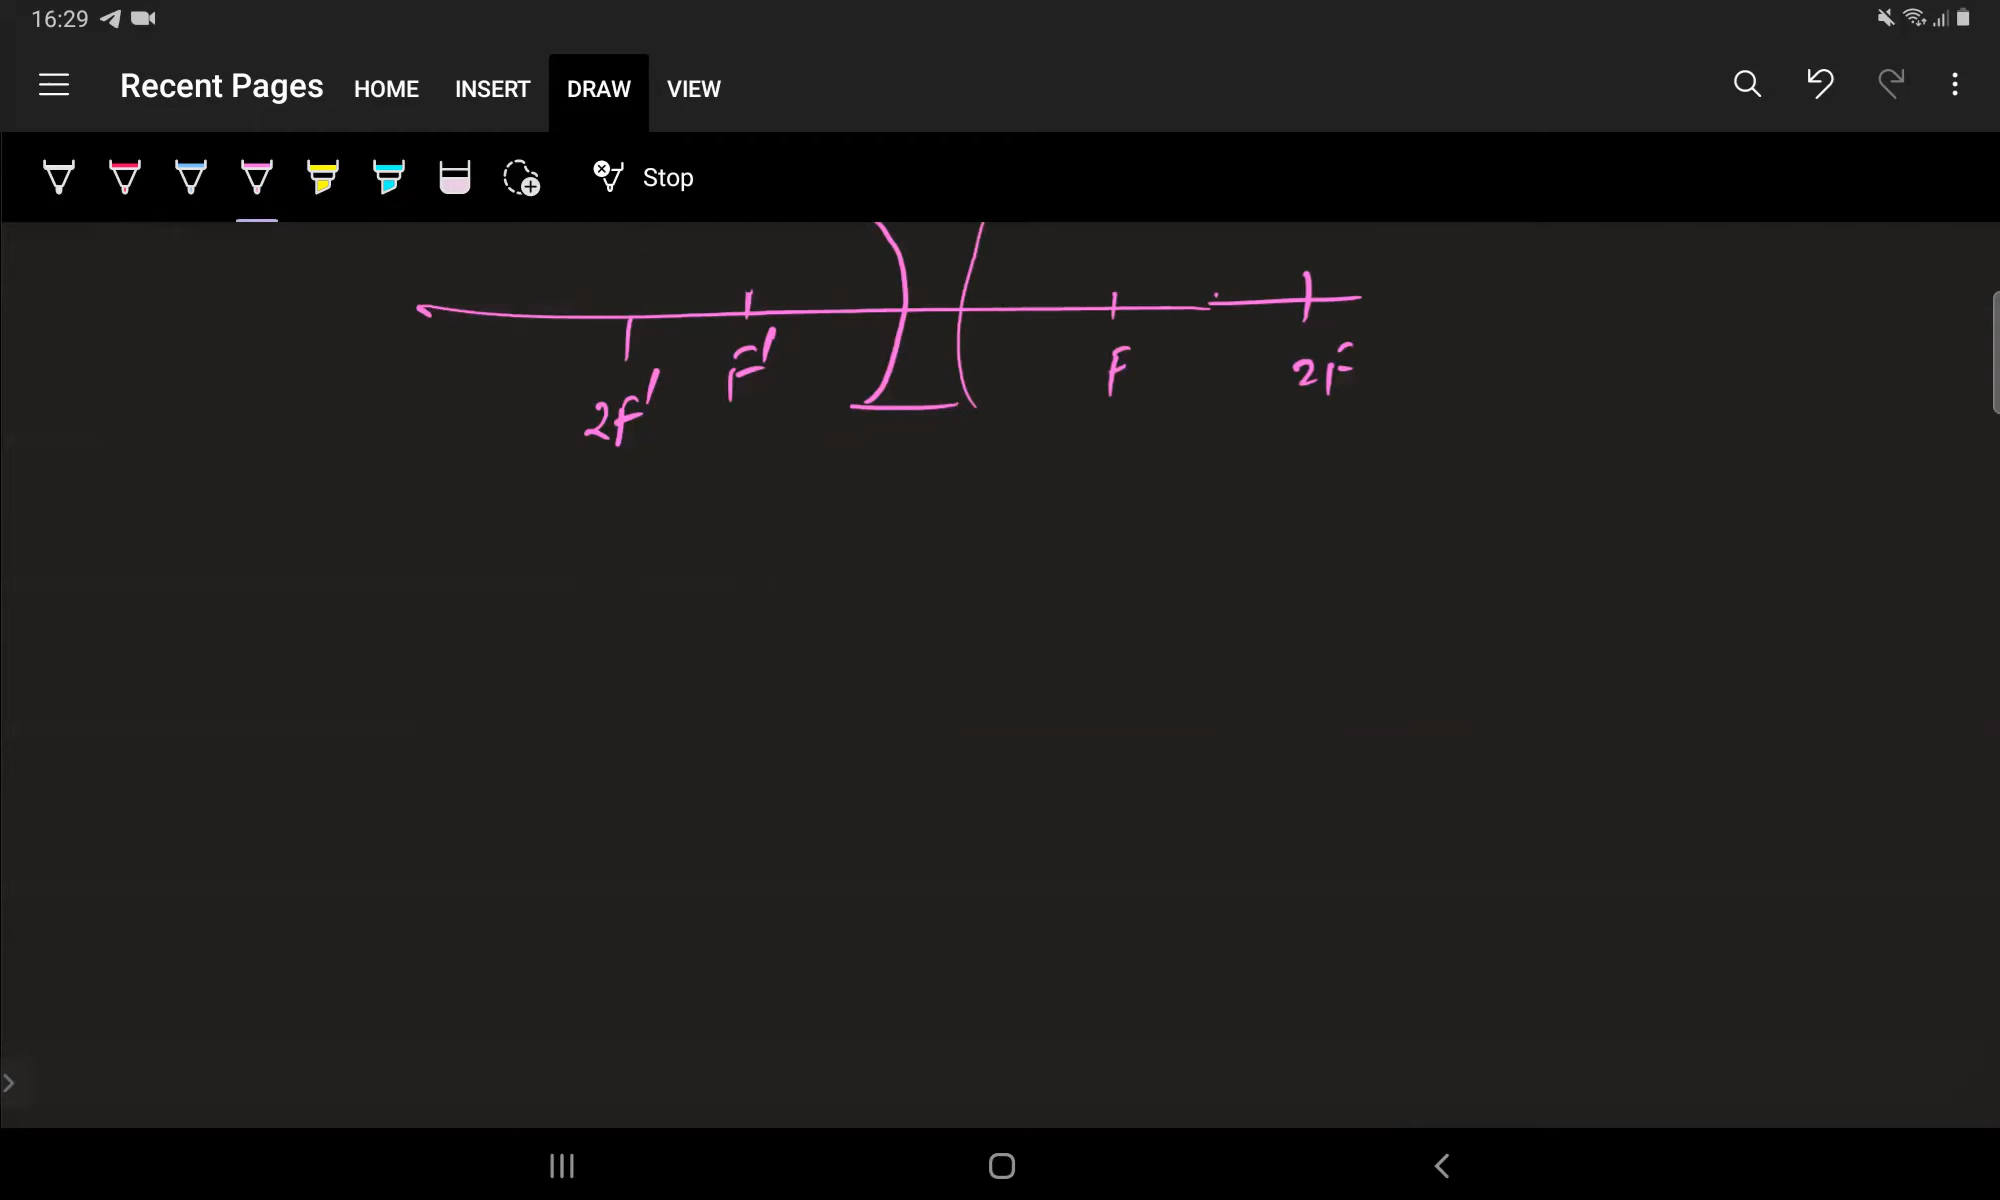 16:29
Recent Pages HOME INSERT DRAW VIEW
Stop
2F' F' F 2F